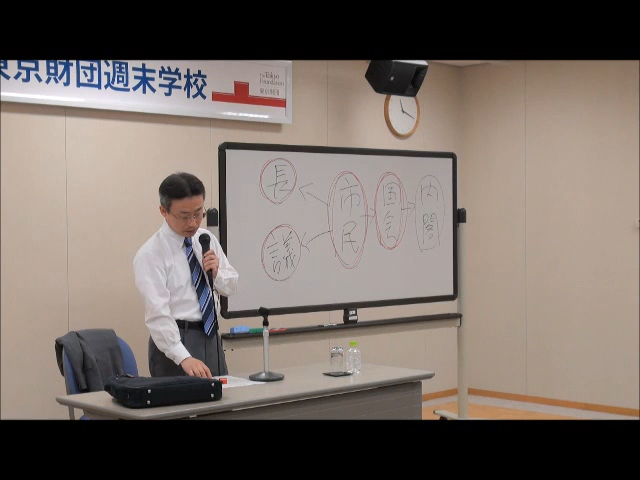 東京財団週末学校
The Tokyo
Foundation
東京財団
長
議
市民
国会
内閣